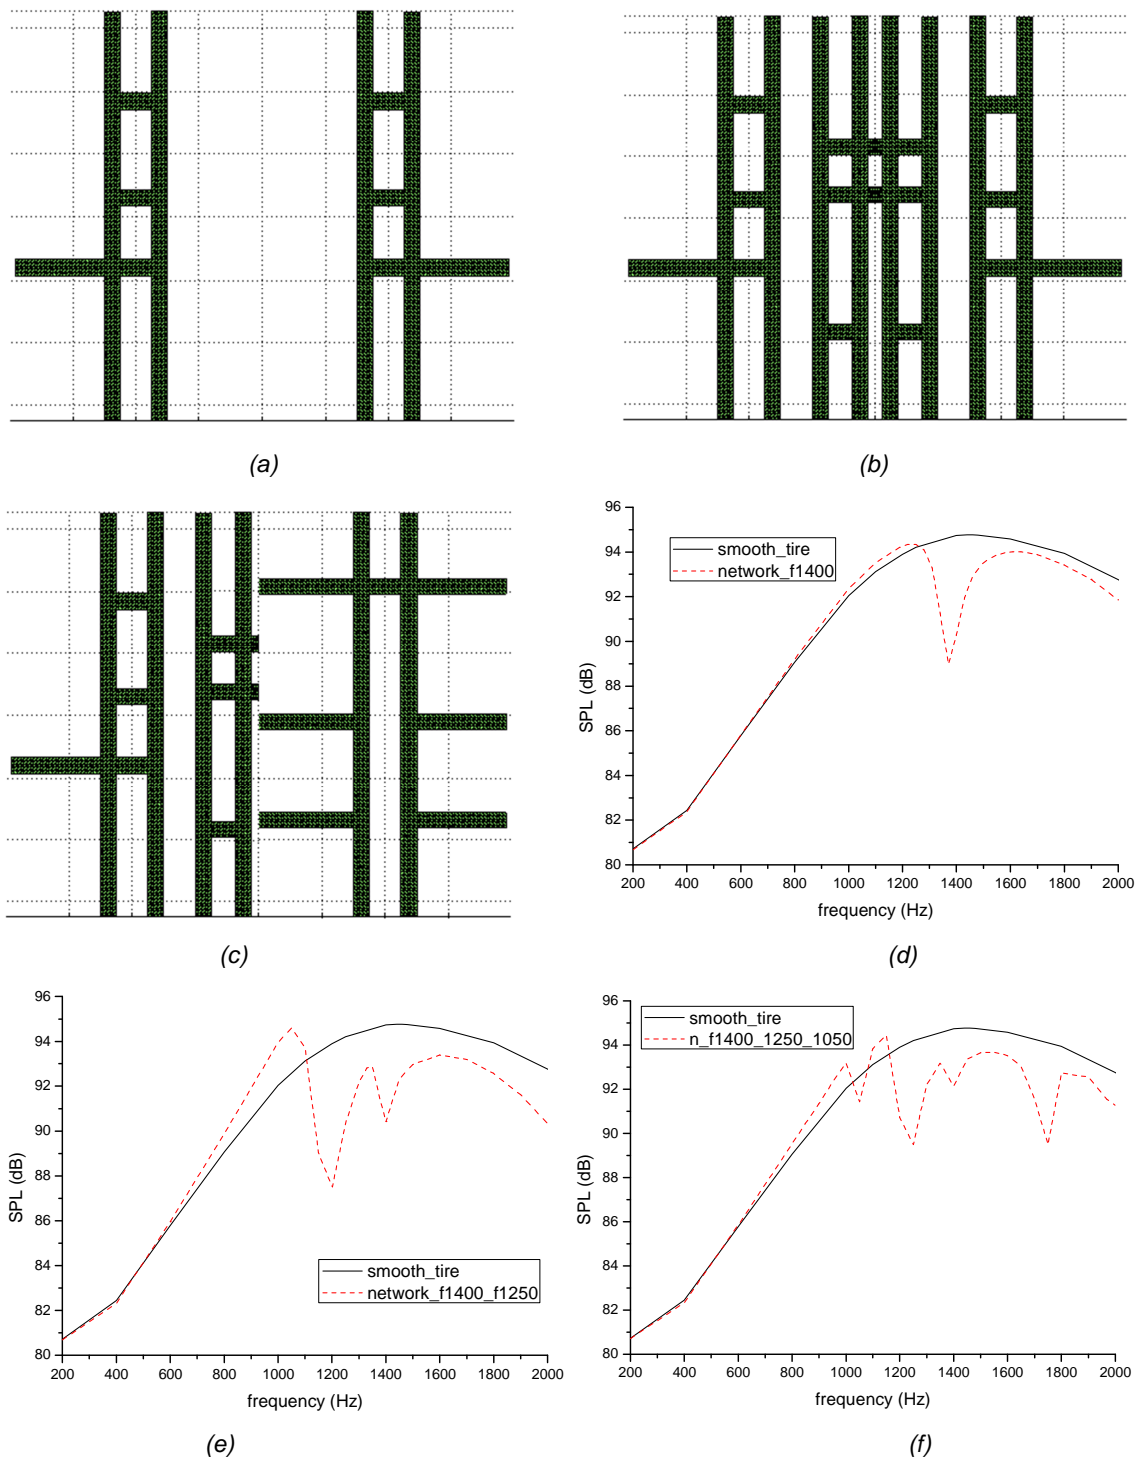 (a)
(b)
(c)
96
94
92
90
88
86
84
82
80
SPL (dB)
smooth_tire
network_f1400
200 400 600 800 1000 1200 1400 1600 1800 2000
frequency (Hz)
(d)
96
94
92
90
88
86
84
82
80
SPL (dB)
smooth_tire
network_f1400_f1250
200 400 600 800 1000 1200 1400 1600 1800 2000
frequency (Hz)
(e)
96
94
92
90
88
86
84
82
80
SPL (dB)
smooth_tire
n_f1400_1250_1050
200 400 600 800 1000 1200 1400 1600 1800 2000
frequency (Hz)
(f)